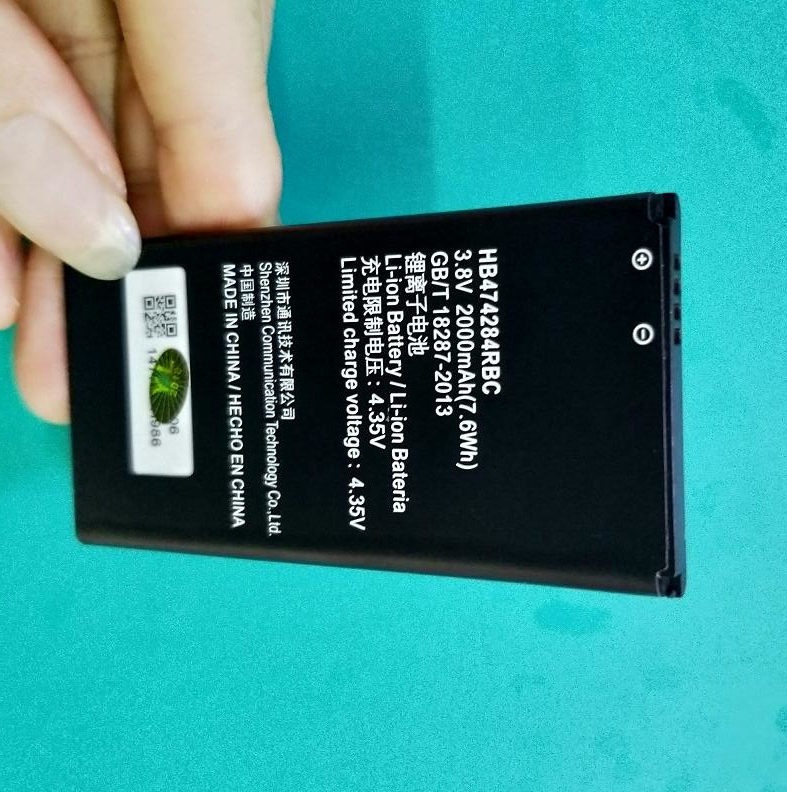 HB474284RBC
3.8V 2000mAh(7.6Wh)
GB/T 18287-2013
锂离子电池
Li-ion Battery / Li-ion Bateria
充电限制电压：4.35V
Limited charge voltage：4.35V
深圳市通讯技术有限公司
Shenzhen Communication Technology Co.,Ltd.
中国制造
MADE IN CHINA / HECHO EN CHINA